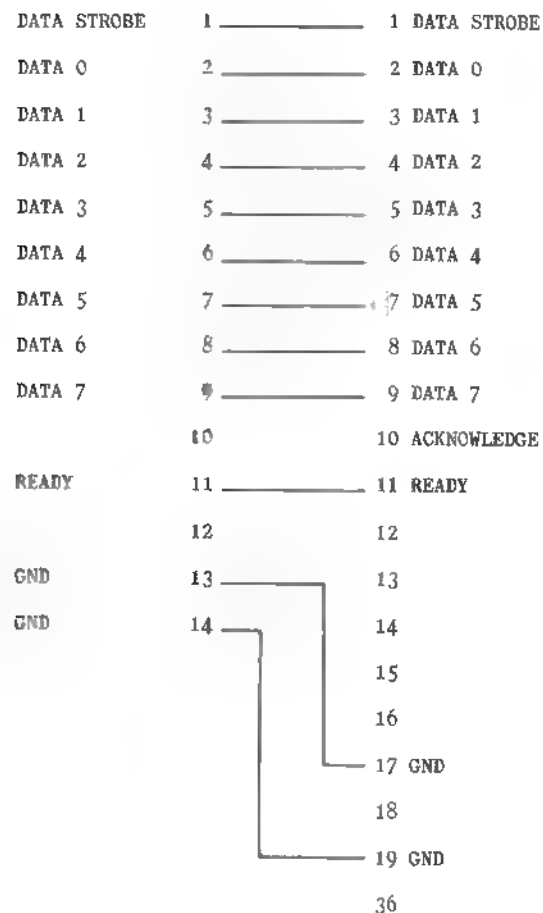 DATA STROBE 1 1 DATA STROBE
DATA 0 2 2 DATA 0
DATA 1 3 3 DATA 1
DATA 2 4 4 DATA 2
DATA 3 5 5 DATA 3
DATA 4 6 6 DATA 4
DATA 5 7 7 DATA 5
DATA 6 8 8 DATA 6
DATA 7 9 9 DATA 7
10 10 ACKNOWLEDGE
READY 11 11 READY
12 12
GND 13 13
GND 14 14
15
16
17 GND
18
19 GND
36